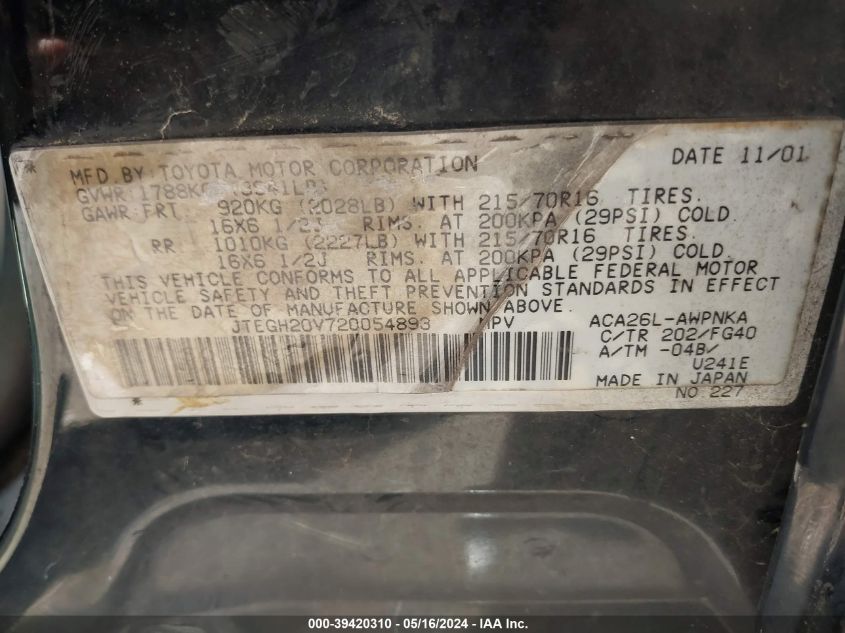 MFD BY TOYOTA MOTOR CORPORATION DATE 11/01
GVWR 1788KG (3941LB)
GAWR FRT 920KG (2028LB) WITH 215/70R16 TIRES.
16X6 1/2J RIMS. AT 200KPA (29PSI) COLD.
RR 1010KG (2227LB) WITH 215/70R16 TIRES.
16X6 1/2J RIMS. AT 200KPA (29PSI) COLD.
THIS VEHICLE CONFORMS TO ALL APPLICABLE FEDERAL MOTOR
VEHICLE SAFETY AND THEFT PREVENTION STANDARDS IN EFFECT
ON THE DATE OF MANUFACTURE SHOWN ABOVE.
JTEGH20V720054893 MPV ACA26L-AWPNKA
C/TR 202/FG40
A/TM -04B/
U241E
MADE IN JAPAN
NO 227
000-39420310 - 05/16/2024 - IAA, Inc.